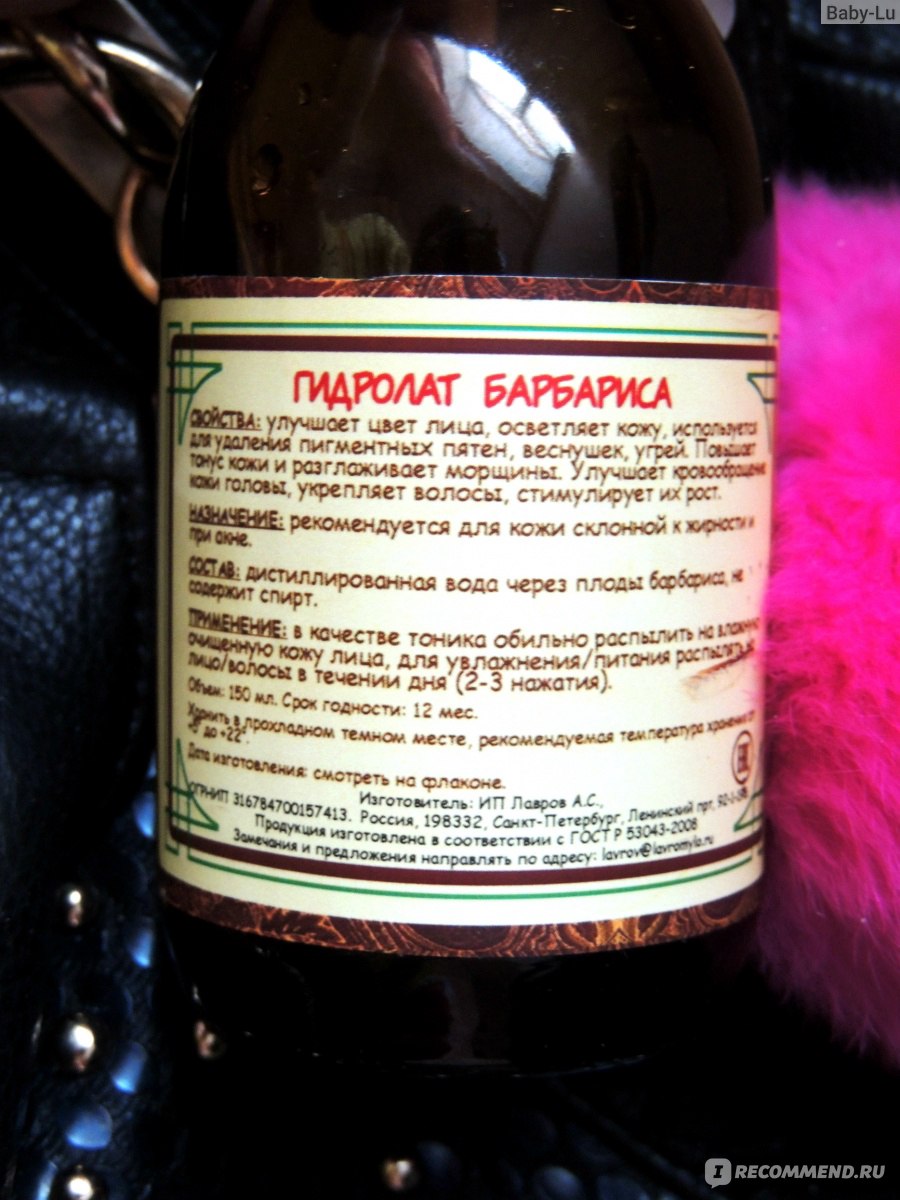 Baby-Lu
ГИДРОЛАТ БАРБАРИСА
СВОЙСТВА: улучшает цвет лица, осветляет кожу, используется
для удаления пигментных пятен, веснушек, угрей. Повышает
тонус кожи и разглаживает морщины. Улучшает кровообращение
кожи головы, укрепляет волосы, стимулирует их рост.
НАЗНАЧЕНИЕ: рекомендуется для кожи склонной к жирности и
при акне.
СОСТАВ: дистиллированная вода через плоды барбариса, не
содержит спирт.
ПРИМЕНЕНИЕ: в качестве тоника обильно распылить на влажную
очищенную кожу лица, для увлажнения/питания распылять на
лицо/волосы в течении дня (2-3 нажатия).
Объем: 150 мл. Срок годности: 12 мес.
Хранить в прохладном темном месте, рекомендуемая температура хранения от
до +22°.
Дата изготовления: смотреть на флаконе.
Изготовитель: ИП Лавров А.С.,
ОГРНИП 316784700157413. Россия, 198332, Санкт-Петербург, Ленинский прт,
Продукция изготовлена в соответствии с ГОСТ Р 53043-2008
Замечания и предложения направлять по адресу: lavrov@lavromylo.ru
I RECOMMEND.RU